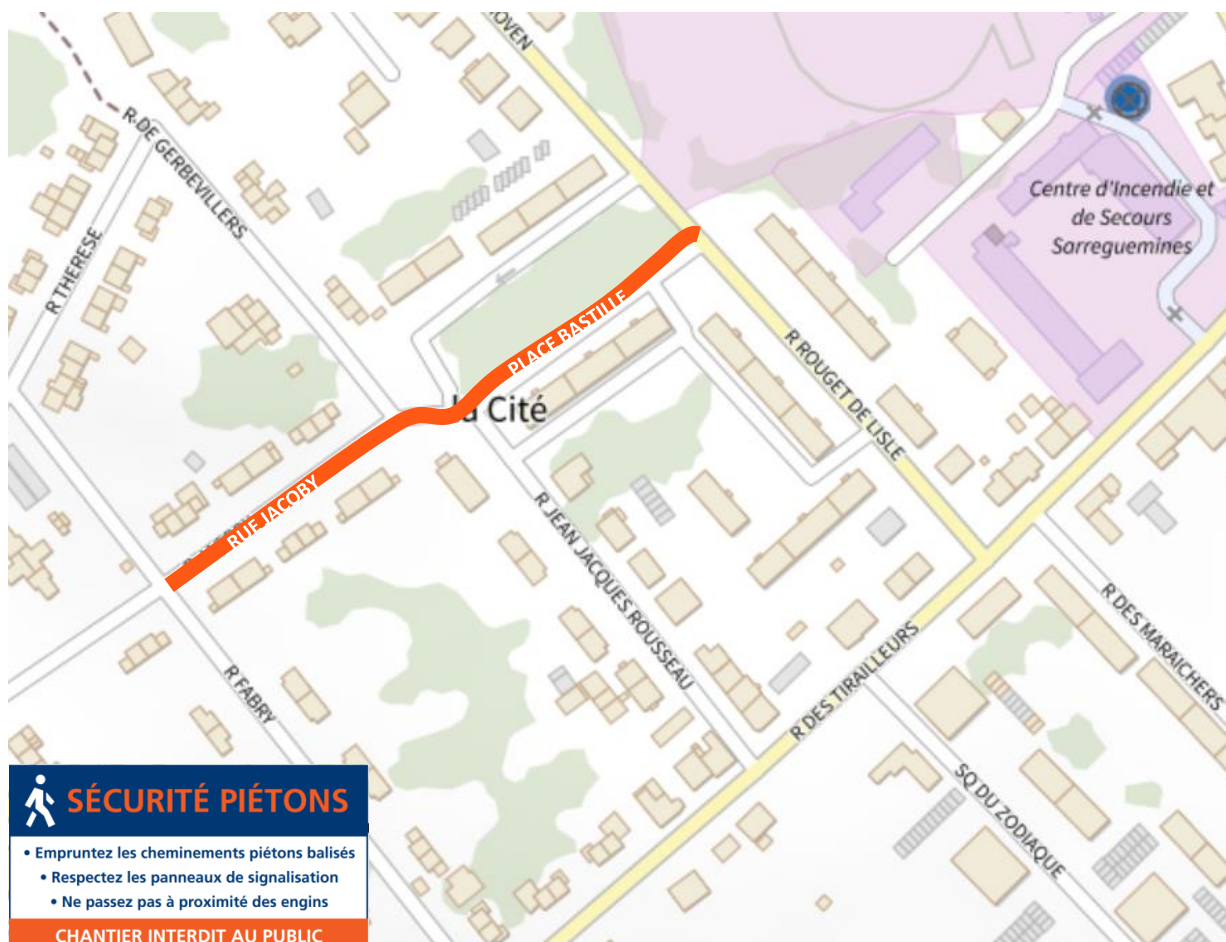 OVEN
R DE GERBEVILLERS
R THERESE
Centre d'Incendie et
de Secours
Sarreguemines
PLACE BASTILLE
R ROUGET DE LISLE
la Cité
RUE JACOBY
R JEAN JACQUES ROUSSEAU
R DES MARAICHERS
R FABRY
R DES TIRAILLEURS
SQ DU ZODIAQUE
SÉCURITÉ PIÉTONS
• Empruntez les cheminements piétons balisés
• Respectez les panneaux de signalisation
• Ne passez pas à proximité des engins
CHANTIER INTERDIT AU PUBLIC